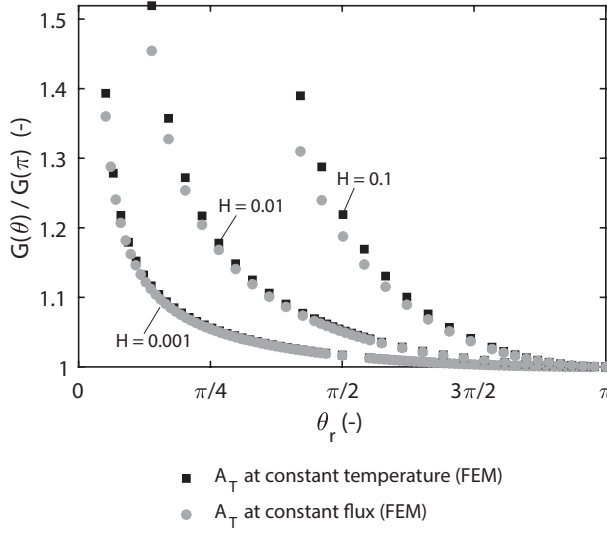 1.5
1.4
1.3
1.2
1.1
1
G(θ) / G(π) (-)
H = 0.1
H = 0.01
H = 0.001
0 π/4 π/2 3π/2 π
θr (-)
AT at constant temperature (FEM)
AT at constant flux (FEM)